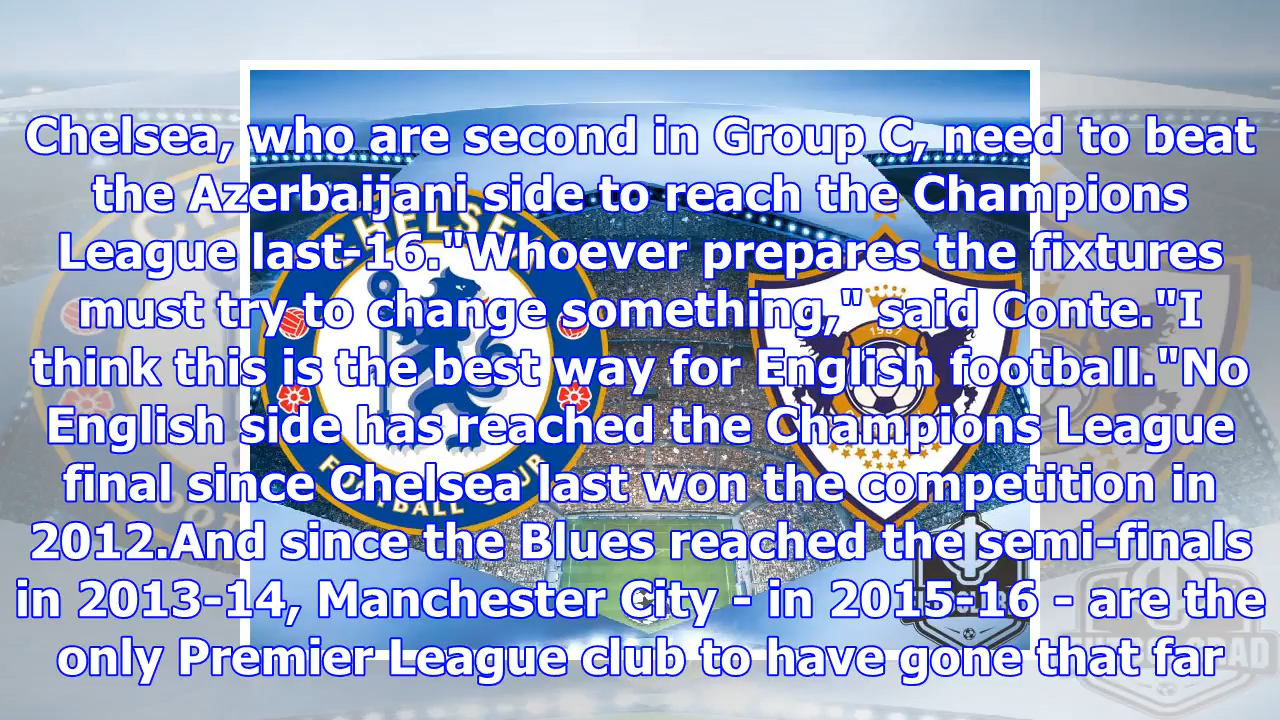 Chelsea, who are second in Group C, need to beat
the Azerbaijani side to reach the Champions
League last-16."Whoever prepares the fixtures
must try to change something," said Conte."I
think this is the best way for English football."No
English side has reached the Champions League
final since Chelsea last won the competition in
2012.And since the Blues reached the semi-finals
in 2013-14, Manchester City - in 2015-16 - are the
only Premier League club to have gone that far
CHELSEA
FOOTBALL CLUB